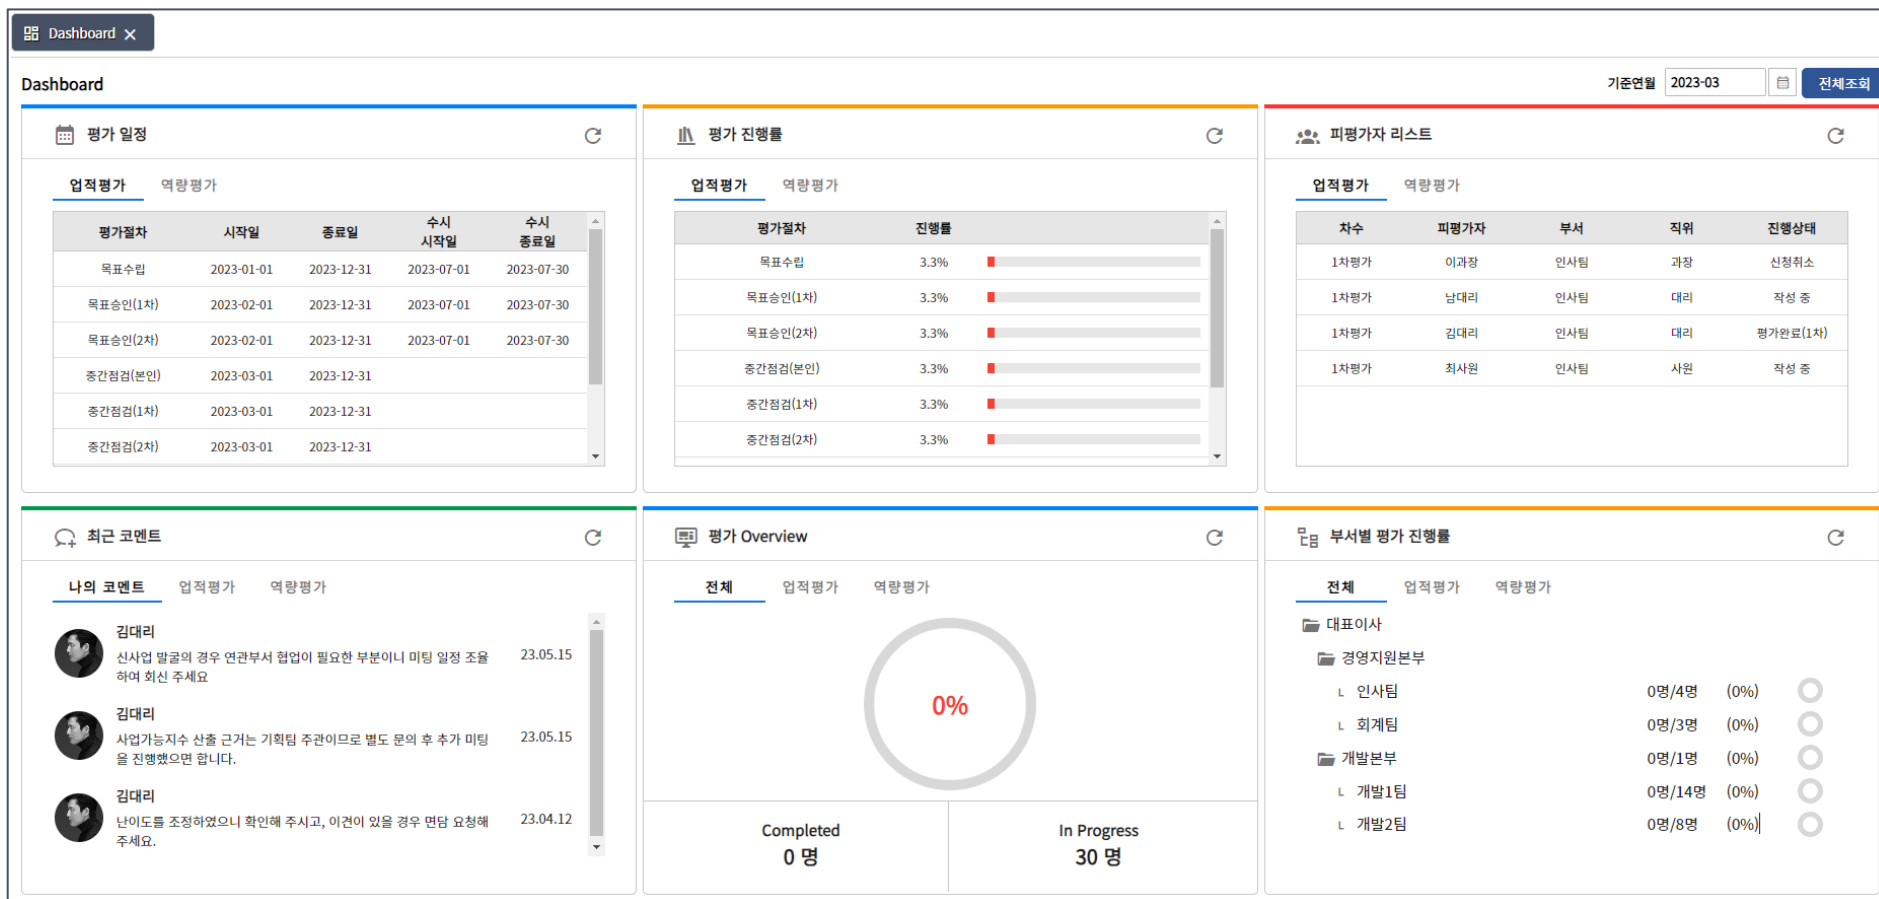 Dashboard
Dashboard
기준연월 2023-03 전체조회
평가 일정
업적평가 역량평가
평가절차 시작일 종료일 수시 시작일 수시 종료일
목표수립 2023-01-01 2023-12-31 2023-07-01 2023-07-30
목표승인(1차) 2023-02-01 2023-12-31 2023-07-01 2023-07-30
목표승인(2차) 2023-02-01 2023-12-31 2023-07-01 2023-07-30
중간점검(본인) 2023-03-01 2023-12-31
중간점검(1차) 2023-03-01 2023-12-31
중간점검(2차) 2023-03-01 2023-12-31
평가 진행률
업적평가 역량평가
평가절차 진행률
목표수립 3.3%
목표승인(1차) 3.3%
목표승인(2차) 3.3%
중간점검(본인) 3.3%
중간점검(1차) 3.3%
중간점검(2차) 3.3%
피평가자 리스트
업적평가 역량평가
차수 피평가자 부서 직위 진행상태
1차평가 이과장 인사팀 과장 신청취소
1차평가 남대리 인사팀 대리 작성 중
1차평가 김대리 인사팀 대리 평가완료(1차)
1차평가 최사원 인사팀 사원 작성 중
최근 코멘트
나의 코멘트 업적평가 역량평가
김대리
신사업 발굴의 경우 연관부서 협업이 필요한 부분이니 미팅 일정 조율 23.05.15
하여 회신 주세요
김대리
사업가능지수 산출 근거는 기획팀 주관이므로 별도 문의 후 추가 미팅 23.05.15
을 진행했으면 합니다.
김대리
난이도를 조정하였으니 확인해 주시고, 이견이 있을 경우 면담 요청해 23.04.12
주세요.
평가 Overview
전체 업적평가 역량평가
0%
Completed
0 명
In Progress
30 명
부서별 평가 진행률
전체 업적평가 역량평가
대표이사
경영지원본부
ㄴ 인사팀 0명/4명 (0%)
ㄴ 회계팀 0명/3명 (0%)
개발본부 0명/1명 (0%)
ㄴ 개발1팀 0명/14명 (0%)
ㄴ 개발2팀 0명/8명 (0%)